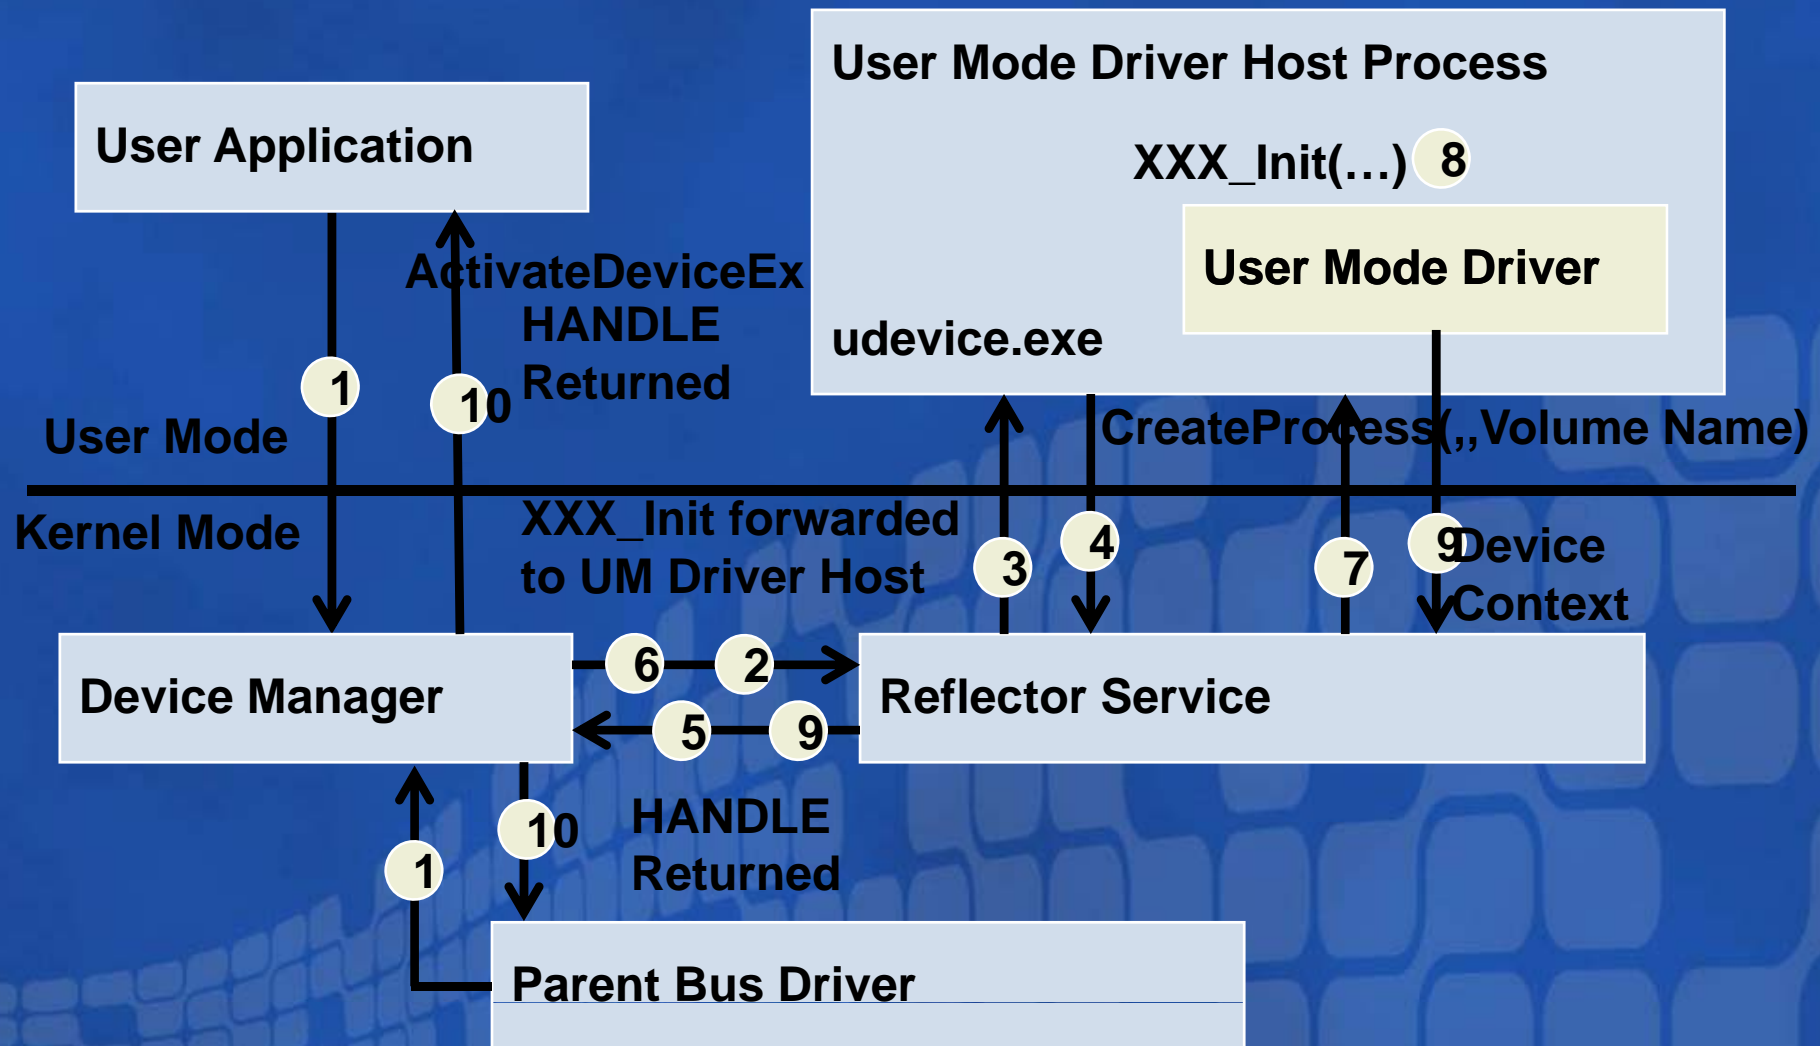 User Mode Driver Host Process
User Application
XXX_Init(…) 8
ActivateDeviceEx
User Mode Driver
HANDLE
Returned
udevice.exe
1
10
User Mode
CreateProcess(,,Volume Name)
Kernel Mode
XXX_Init forwarded
to UM Driver Host
3
4
7
9
Device
Context
6 2
Device Manager
Reflector Service
5 9
10
HANDLE
Returned
1
Parent Bus Driver